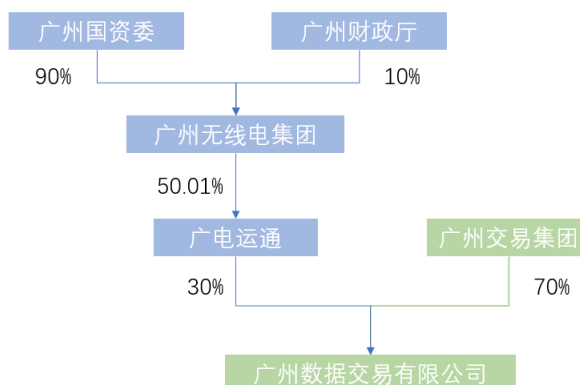 广州国资委
广州财政厅
90%
10%
广州无线电集团
50.01%
广电运通
广州交易集团
30%
70%
广州数据交易有限公司